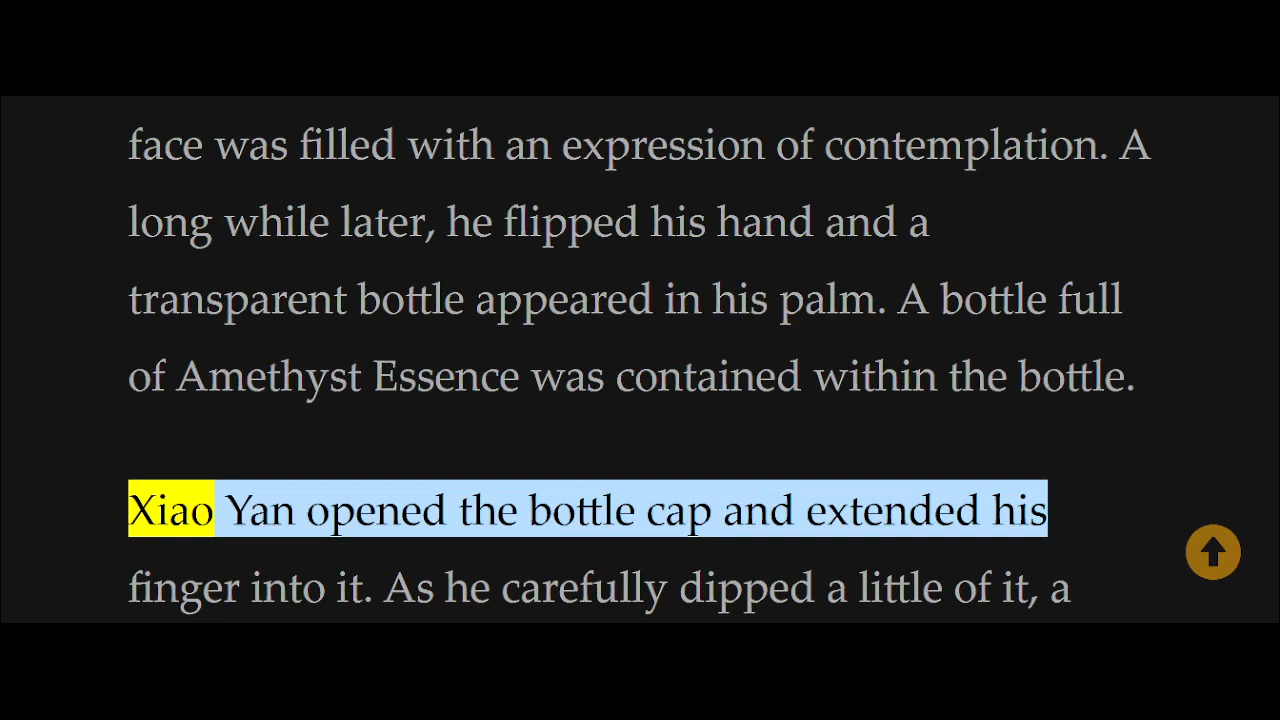 face was filled with an expression of contemplation. A
long while later, he flipped his hand and a
transparent bottle appeared in his palm. A bottle full
of Amethyst Essence was contained within the bottle.
Xiao Yan opened the bottle cap and extended his
finger into it. As he carefully dipped a little of it, a